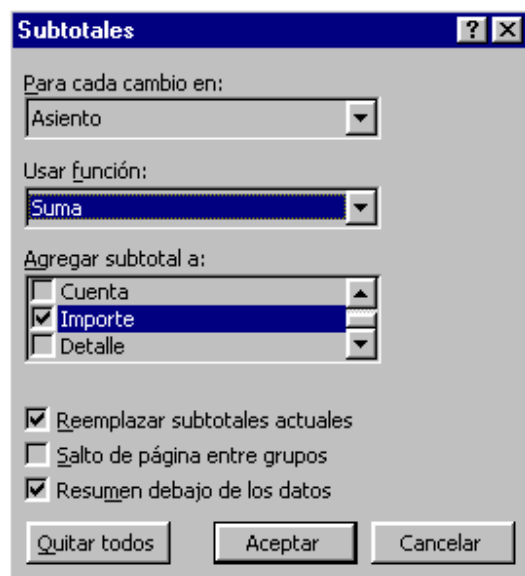 Subtotales
Para cada cambio en:
Asiento
Usar función:
Suma
Agregar subtotal a:
Cuenta
Importe
Detalle
Reemplazar subtotales actuales
Salto de página entre grupos
Resumen debajo de los datos
Quitar todos Aceptar Cancelar